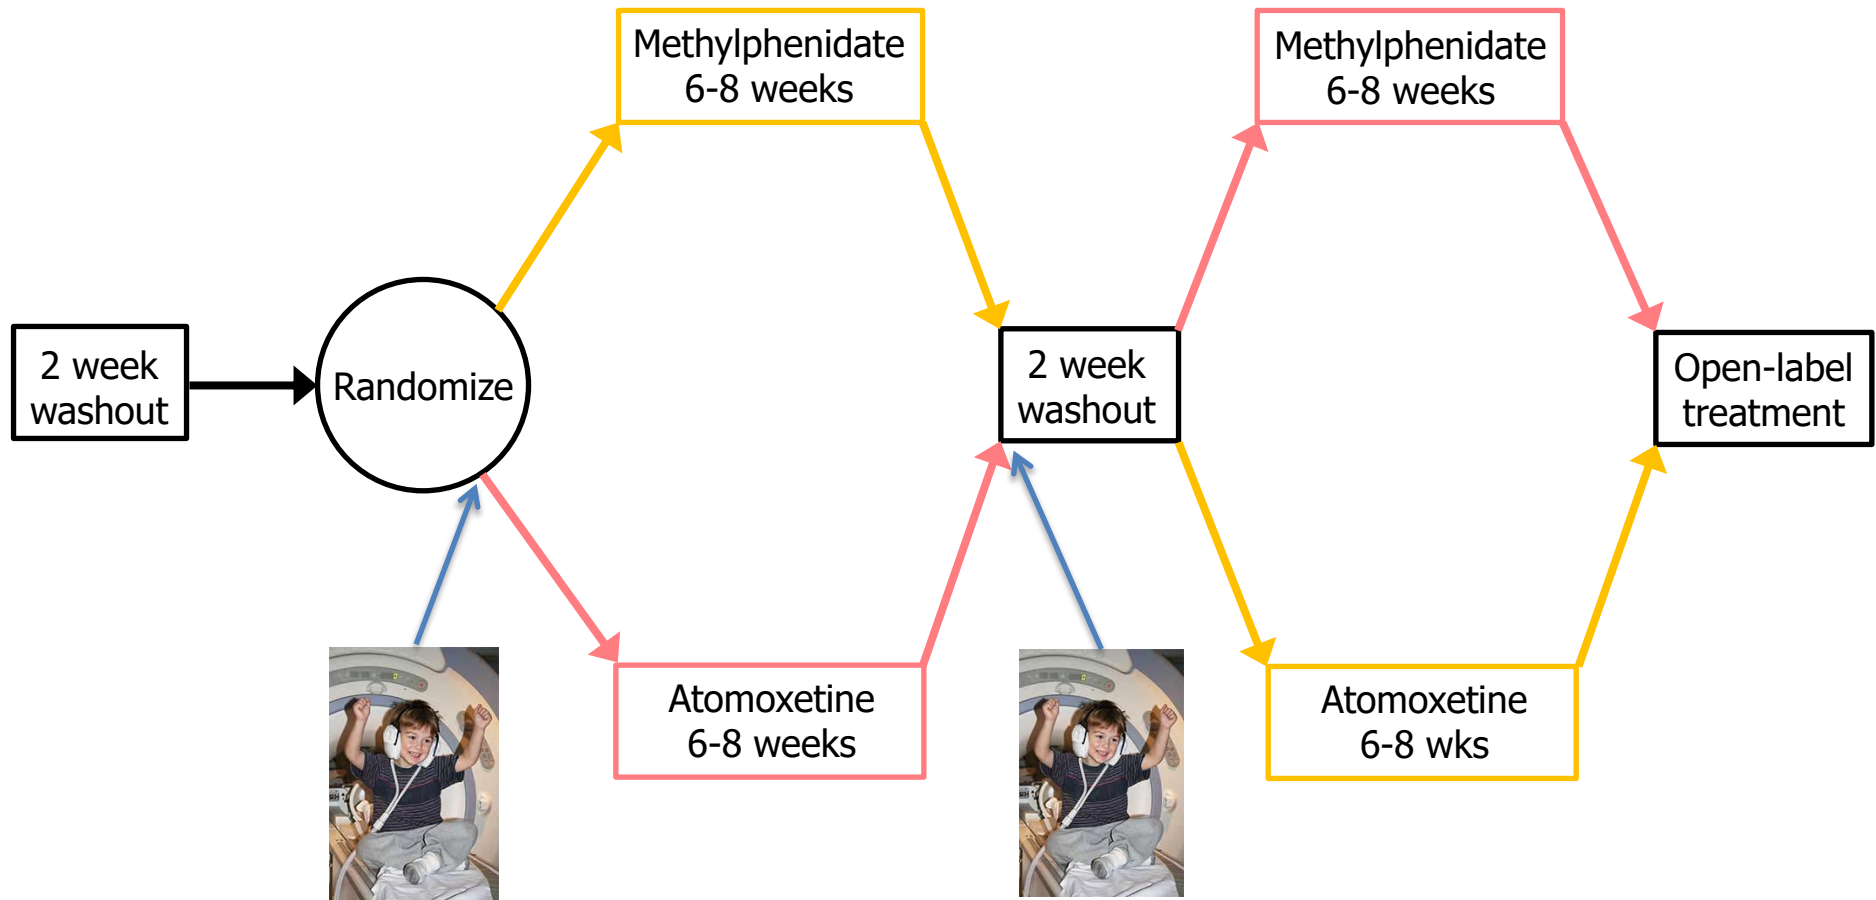 2 week
washout
Randomize
Methylphenidate
6-8 weeks
Atomoxetine
6-8 weeks
2 week
washout
Methylphenidate
6-8 weeks
Atomoxetine
6-8 wks
Open-label
treatment